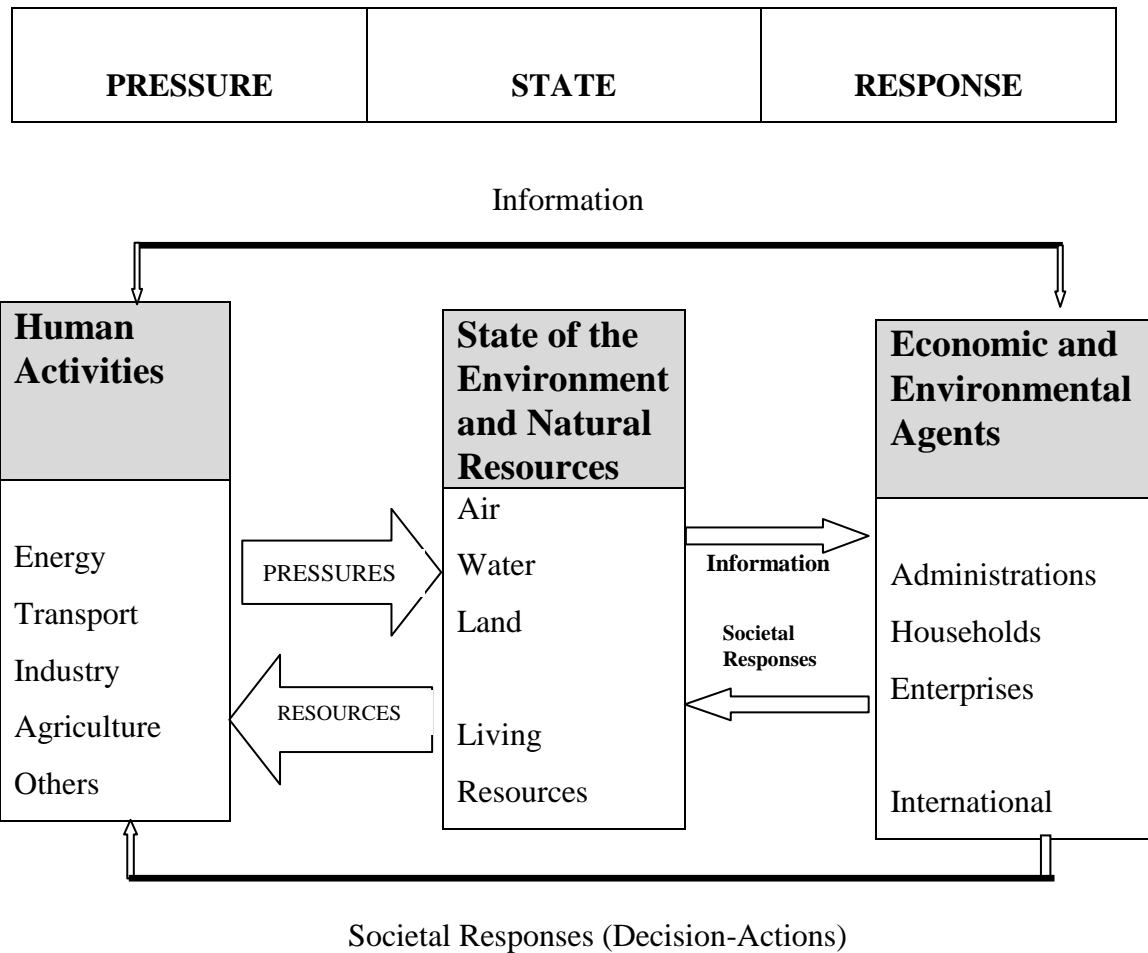 PRESSURE
STATE
RESPONSE
Information
Human
Activities
Energy
Transport
Industry
Agriculture
Others
PRESSURES
RESOURCES
State of the
Environment
and Natural
Resources
Air
Water
Land
Living
Resources
Information
Societal
Responses
Economic and
Environmental
Agents
Administrations
Households
Enterprises
International
Societal Responses (Decision-Actions)